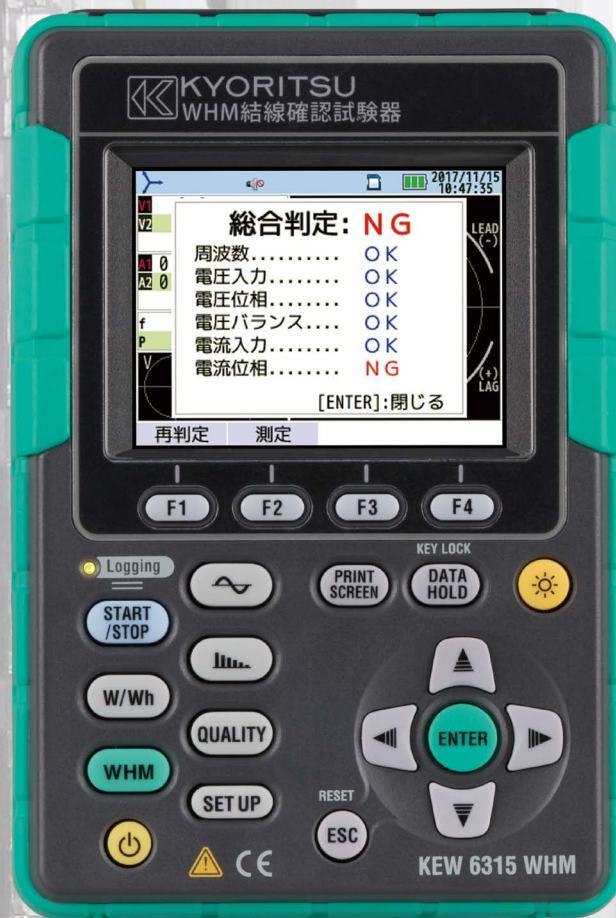 KYORITSU
WHM結線確認試験器
2017/11/15
10:47:35
V1
V2
A1 0
A2 0
f
P
V
LEAD
(-)
(+)
LAG
総合判定: NG
周波数......... OK
電圧入力........ OK
電圧位相........ OK
電圧バランス.... OK
電流入力........ OK
電流位相........ NG
[ENTER]:閉じる
再判定 測定
F1 F2 F3 F4
Logging
KEY LOCK
START
/STOP
PRINT
SCREEN
DATA
HOLD
W/Wh
QUALITY
ENTER
WHM
SET UP
RESET
ESC
CE
KEW 6315 WHM